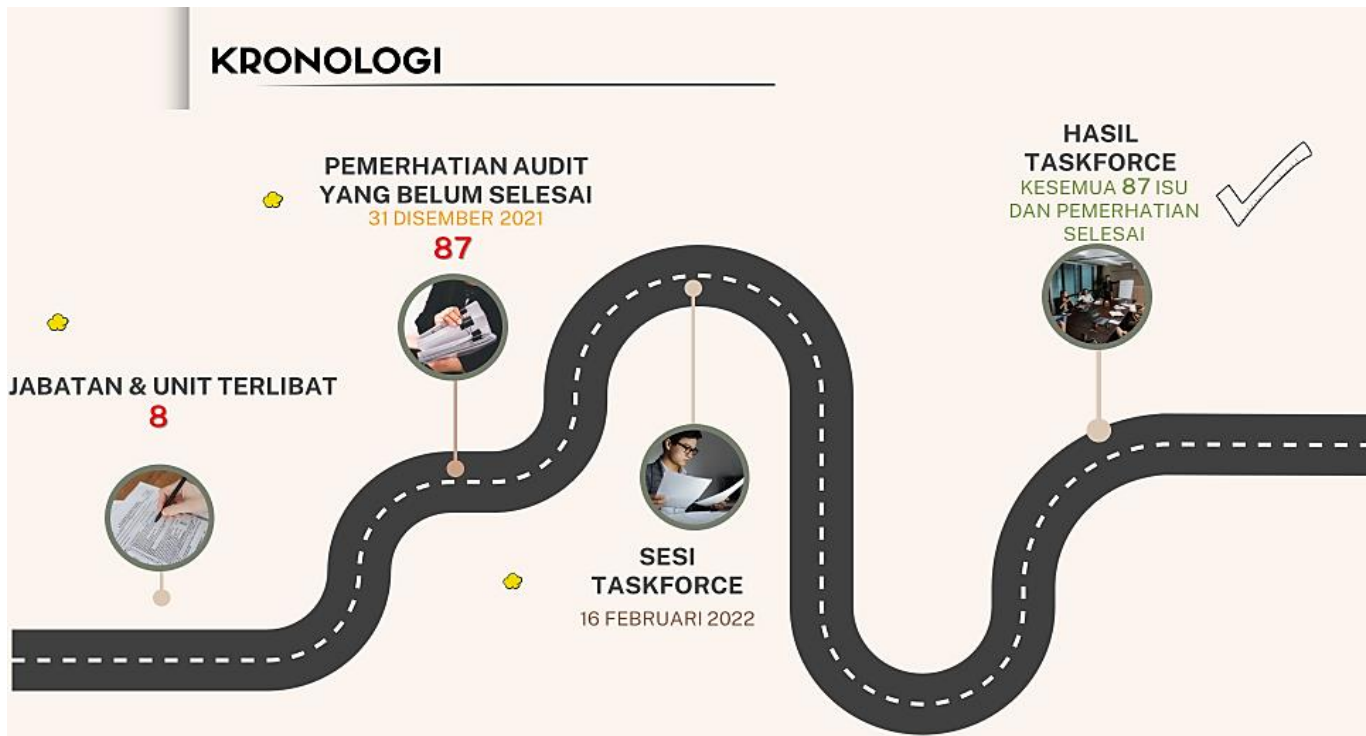 KRONOLOGI
JABATAN & UNIT TERLIBAT
8
PEMERHATIAN AUDIT
YANG BELUM SELESAI
31 DISEMBER 2021
87
SESI
TASKFORCE
16 FEBRUARI 2022
HASIL
TASKFORCE
KESEMUA 87 ISU
DAN PEMERHATIAN
SELESAI